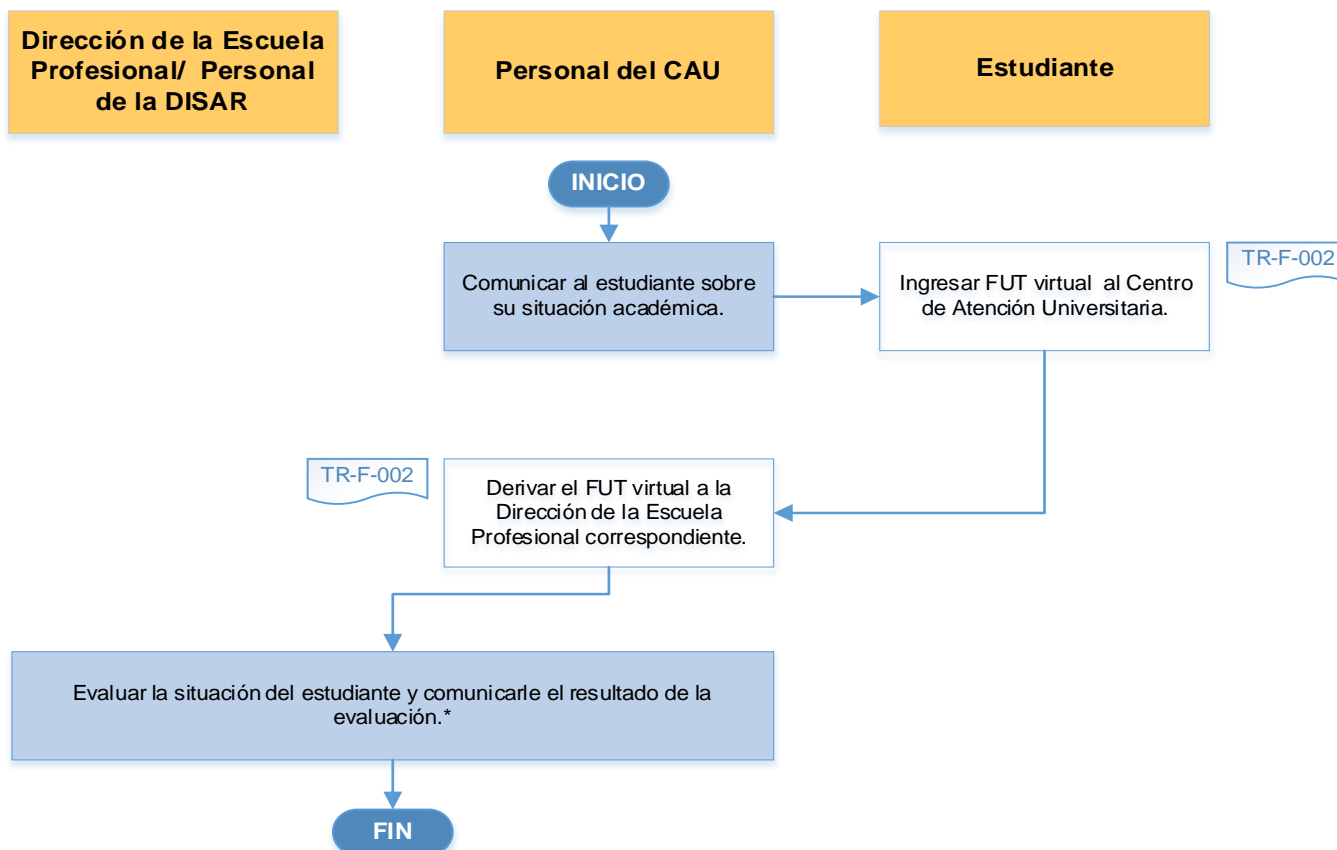 Dirección de la Escuela
Profesional/ Personal
de la DISAR
Personal del CAU
Estudiante
INICIO
Comunicar al estudiante sobre
su situación académica.
Ingresar FUT virtual al Centro
de Atención Universitaria.
TR-F-002
TR-F-002
Derivar el FUT virtual a la
Dirección de la Escuela
Profesional correspondiente.
Evaluar la situación del estudiante y comunicarle el resultado de la
evaluación.*
FIN